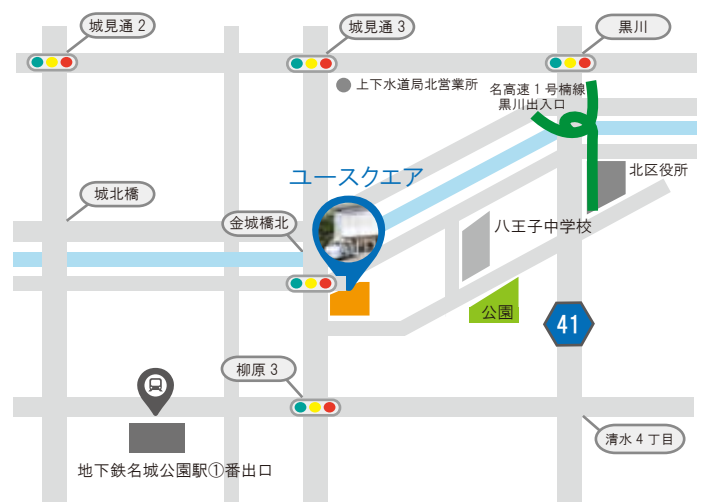 城見通 2
城見通 3
黒川
上下水道局北営業所
名高速 1 号楠線
黒川出入口
ユースクエア
北区役所
城北橋
金城橋北
八王子中学校
公園
41
柳原 3
清水 4 丁目
地下鉄名城公園駅①番出口